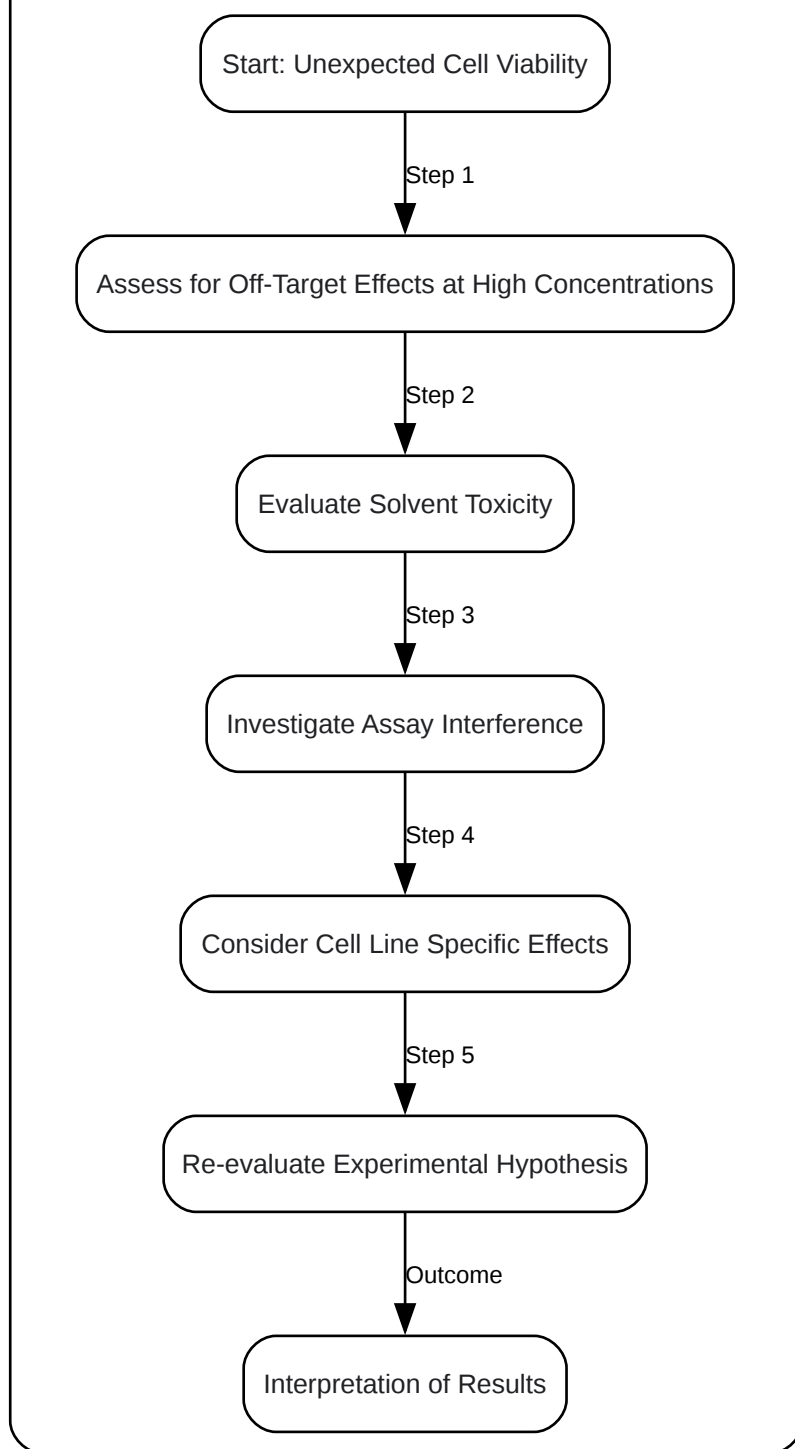 Start: Unexpected Cell Viability
Step 1
Assess for Off-Target Effects at High Concentrations
Step 2
Evaluate Solvent Toxicity
Step 3
Investigate Assay Interference
Step 4
Consider Cell Line Specific Effects
Step 5
Re-evaluate Experimental Hypothesis
Outcome
Interpretation of Results